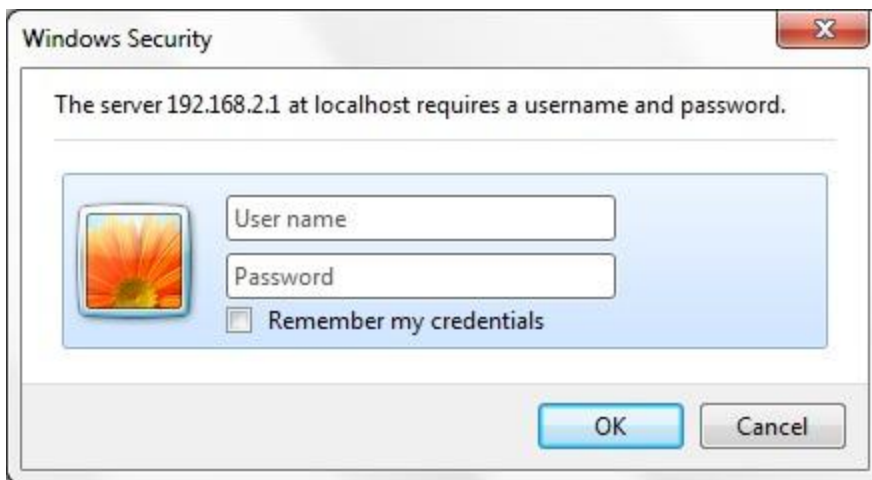 Windows Security
The server 192.168.2.1 at localhost requires a username and password.
User name
Password
Remember my credentials
OK Cancel